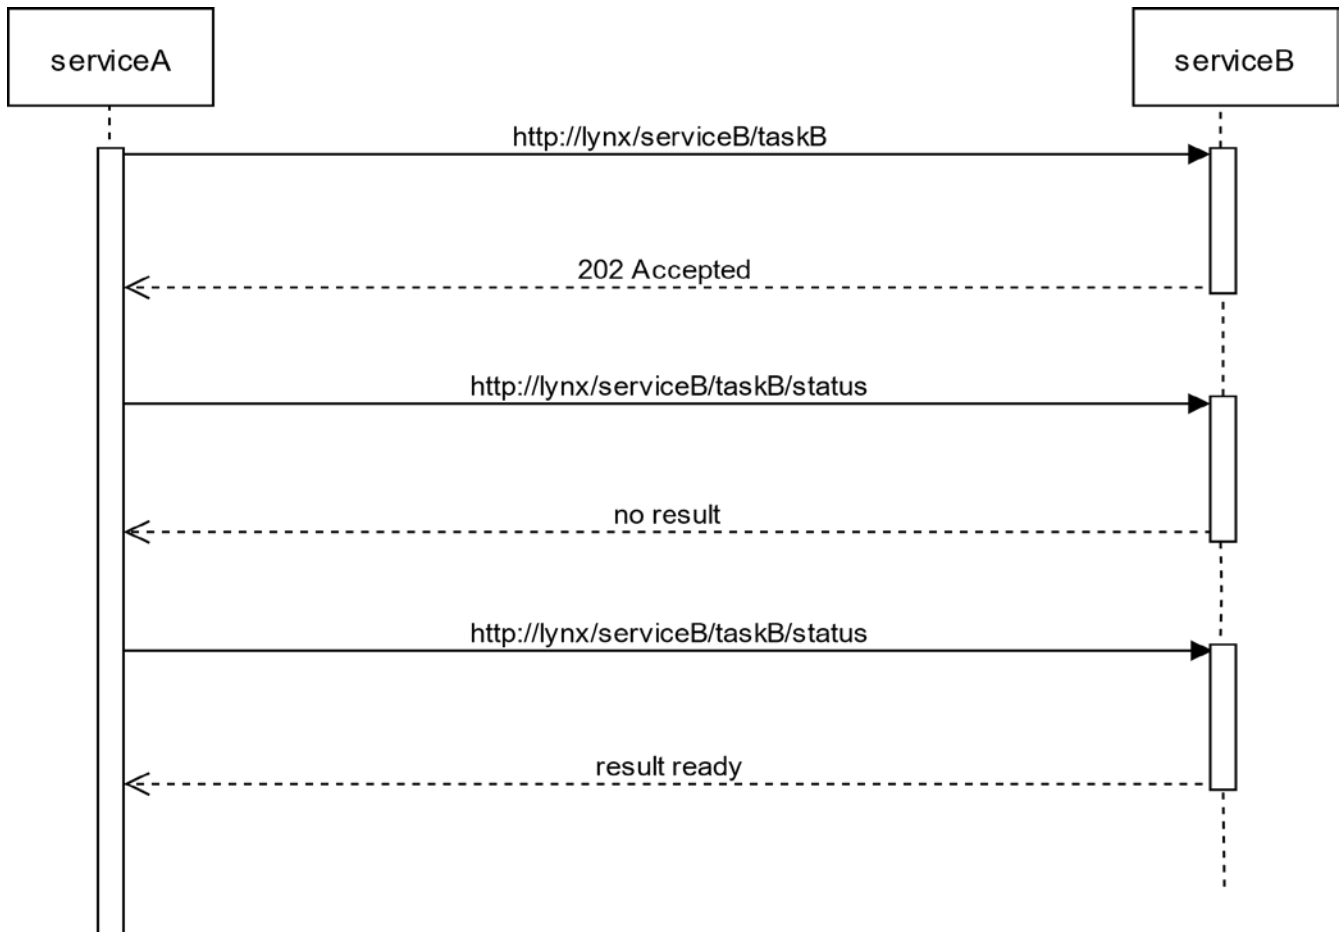 serviceA
serviceB
http://lynx/serviceB/taskB
202 Accepted
http://lynx/serviceB/taskB/status
no result
http://lynx/serviceB/taskB/status
result ready